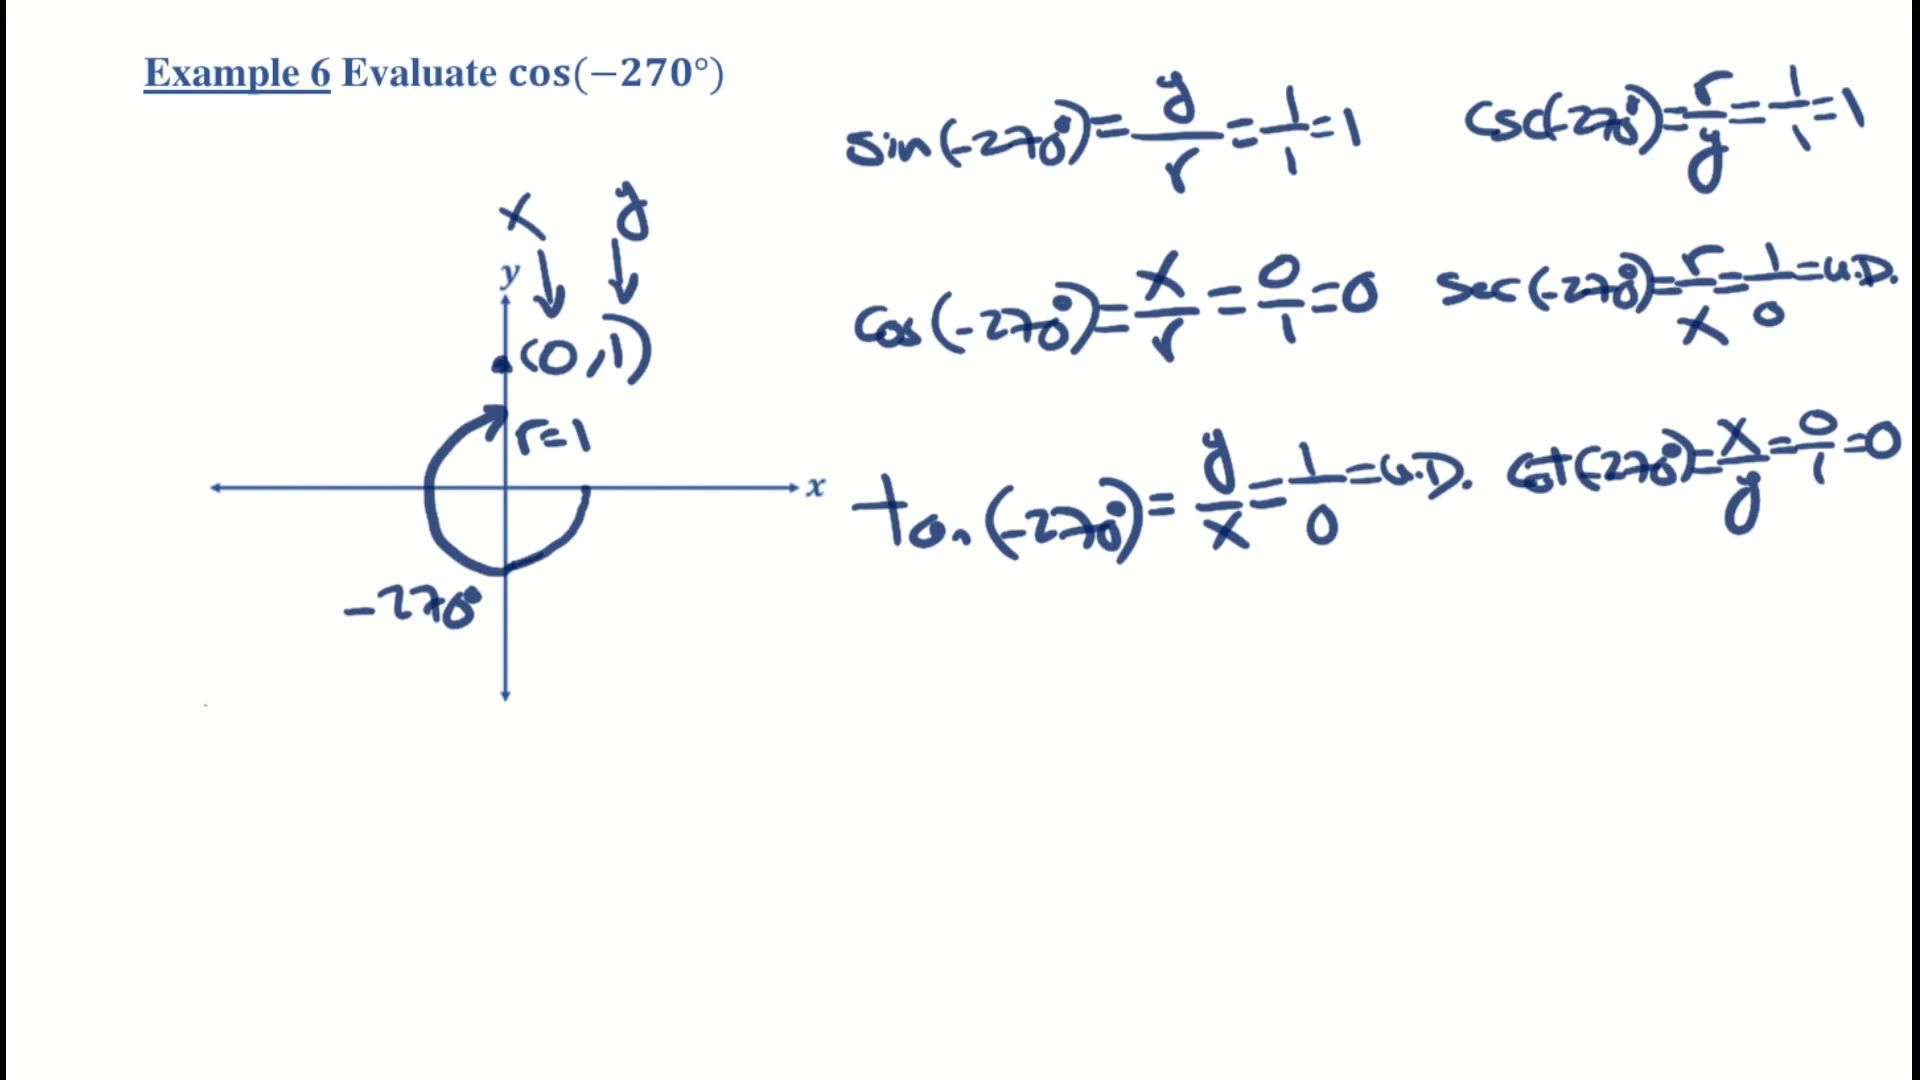 Example 6 Evaluate cos(−270°)
sin(-270°) = y/r = 1/1 = 1
csc(-270°) = r/y = 1/1 = 1
x y
y
(0,1)
cos(-270°) = x/r = 0/1 = 0
sec(-270°) = r/x = 1/0 = U.D.
r=1
x
tan(-270°) = y/x = 1/0 = U.D.
cot(-270°) = x/y = 0/1 = 0
-270°